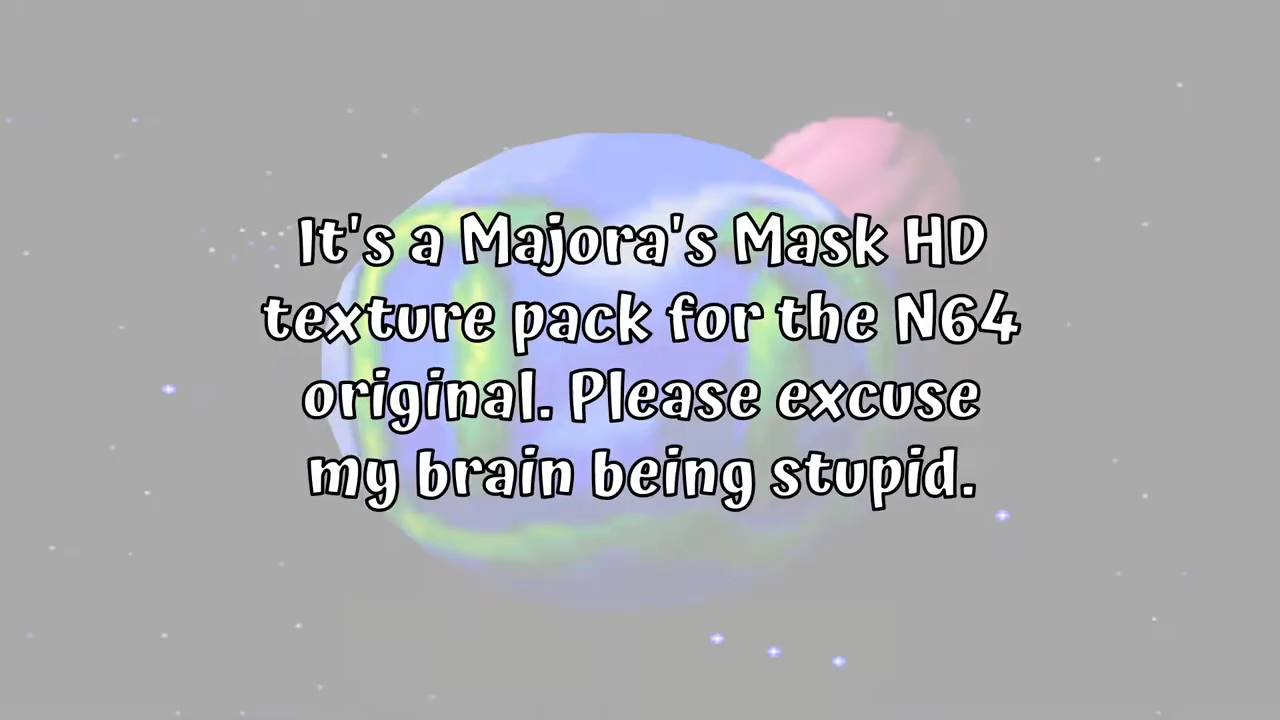 It's a Majora's Mask HD
texture pack for the N64
original. Please excuse
my brain being stupid.